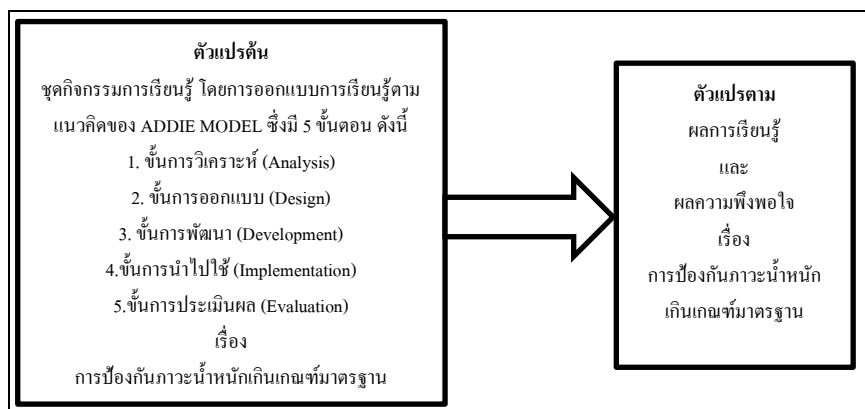 ตัวแปรต้น
ชุดกิจกรรมการเรียนรู้ โดยการออกแบบการเรียนรู้ตาม
แนวคิดของ ADDIE MODEL ซึ่งมี 5 ขั้นตอน ดังนี้
1. ขั้นการวิเคราะห์ (Analysis)
2. ขั้นการออกแบบ (Design)
3. ขั้นการพัฒนา (Development)
4.ขั้นการนำไปใช้ (Implementation)
5.ขั้นการประเมินผล (Evaluation)
เรื่อง
การป้องกันภาวะน้ำหนักเกินเกณฑ์มาตรฐาน
ตัวแปรตาม
ผลการเรียนรู้
และ
ผลความพึงพอใจ
เรื่อง
การป้องกันภาวะน้ำหนัก
เกินเกณฑ์มาตรฐาน